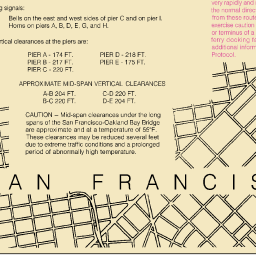 g signals:
Bells on the east and west sides of pier C and on pier I.
Horns on piers A, B, D, E, G, and H.
rtical clearances at the piers are:
PIER A - 174 FT. PIER D - 218 FT.
PIER B - 217 FT. PIER E - 175 FT.
PIER C - 225 FT.
APPROXIMATE MID-SPAN VERTICAL CLEARANCES
A-B 204 FT. C-D 220 FT.
B-C 220 FT. D-E 204 FT.
CAUTION – Mid-span clearances under the long
spans of the San Francisco-Oakland Bay Bridge
are approximate and at a temperature of 55°F.
These clearances may be reduced several feet
due to extreme traffic conditions and a prolonged
period of abnormally high temperature.
very rapidly and
the normal direc
from these route
exercise caution
or terminus of a
ferry docking fa
additional inform
Protocol.
AN FRANCIS